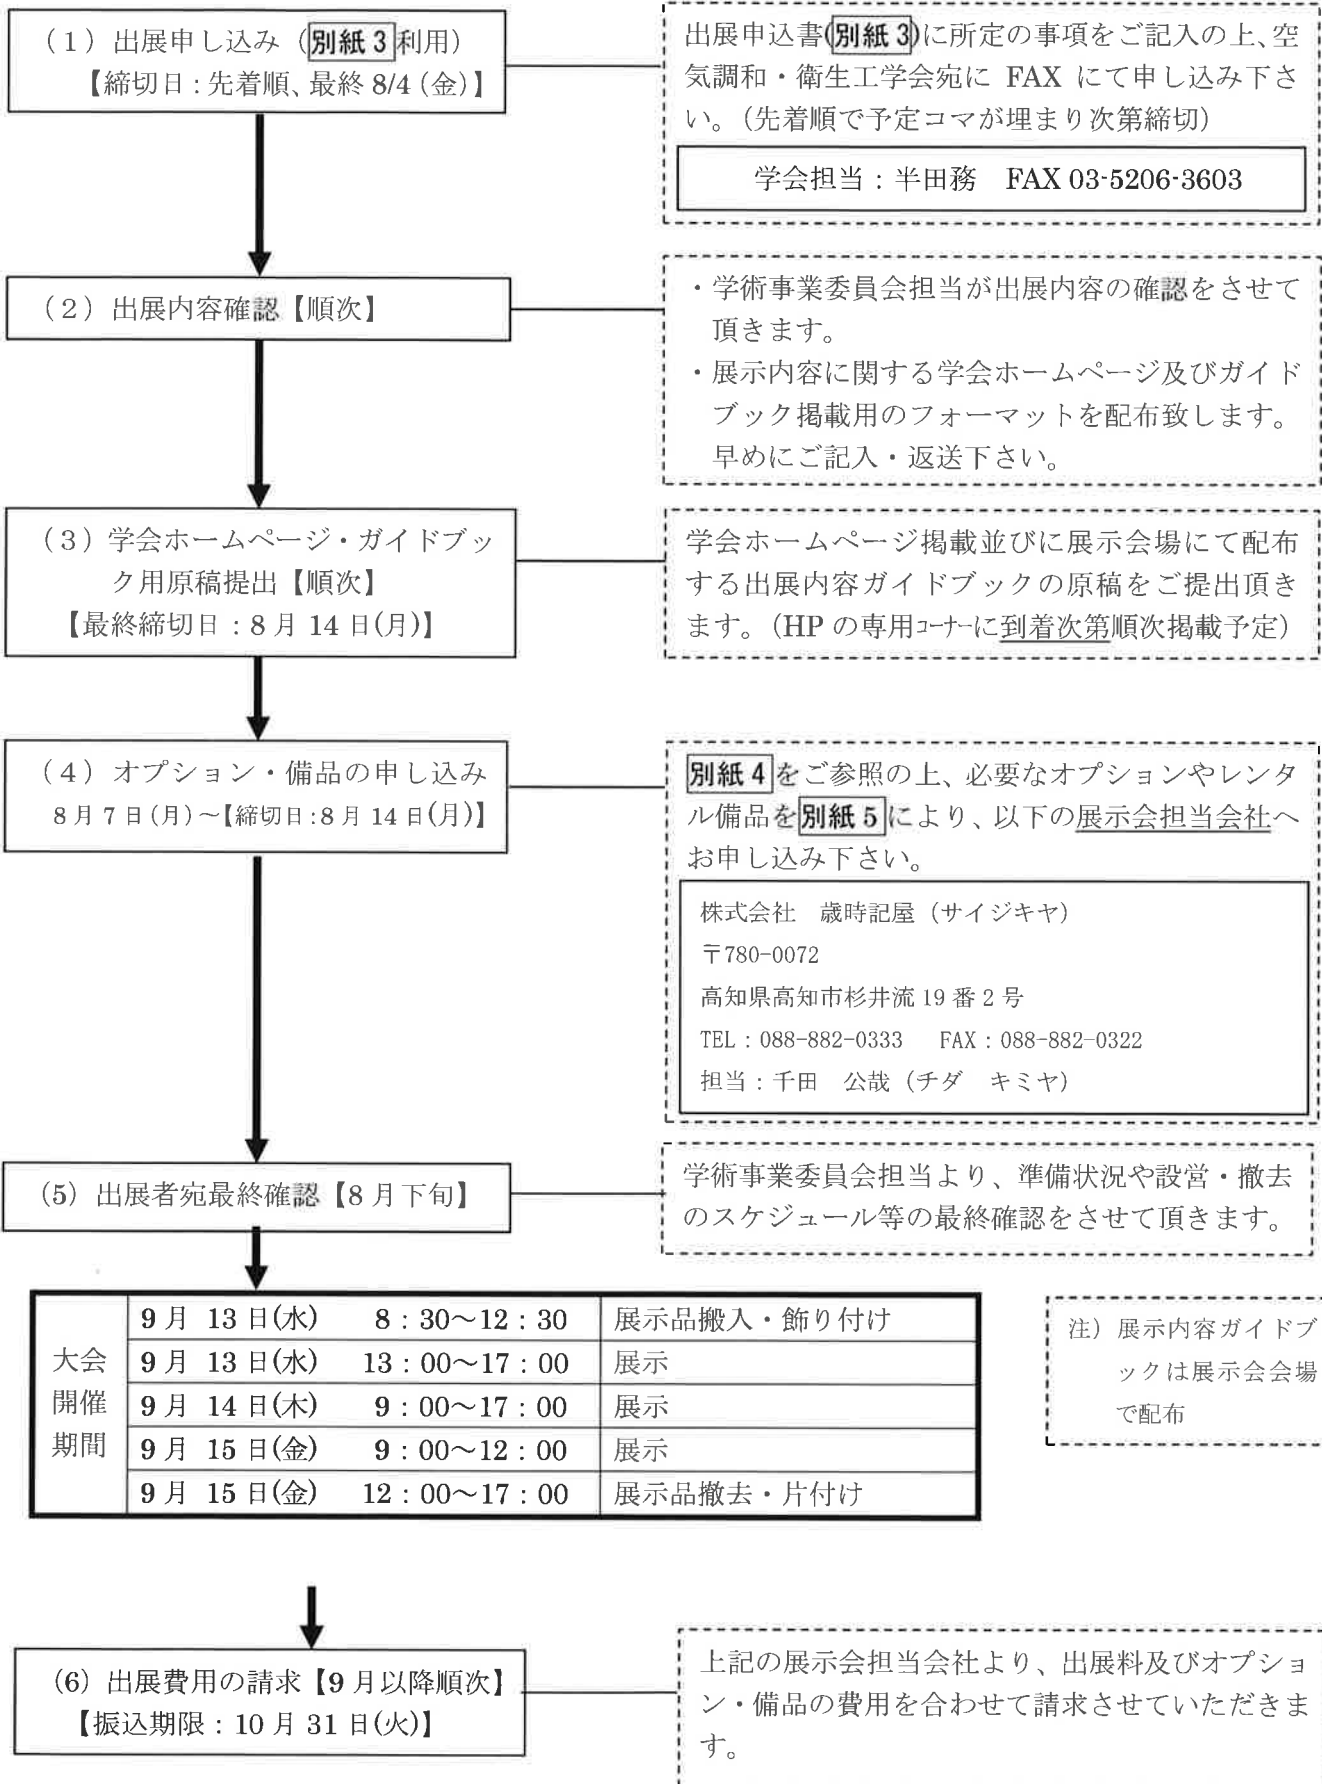 （1）出展申し込み（別紙3利用）
【締切日：先着順、最終 8/4（金）】
出展申込書(別紙3)に所定の事項をご記入の上、空
気調和・衛生工学会宛に FAX にて申し込み下さ
い。（先着順で予定コマが埋まり次第締切）
学会担当：半田務　FAX 03-5206-3603
（2）出展内容確認【順次】
・学術事業委員会担当が出展内容の確認をさせて
頂きます。
・展示内容に関する学会ホームページ及びガイド
ブック掲載用のフォーマットを配布致します。
早めにご記入・返送下さい。
（3）学会ホームページ・ガイドブッ
ク用原稿提出【順次】
【最終締切日：8 月 14 日(月)】
学会ホームページ掲載並びに展示会場にて配布
する出展内容ガイドブックの原稿をご提出頂き
ます。（HP の専用ｺｰﾅｰに到着次第順次掲載予定）
（4）オプション・備品の申し込み
8 月 7 日(月)～【締切日：8 月 14 日(月)】
別紙4をご参照の上、必要なオプションやレンタ
ル備品を別紙5により、以下の展示会担当会社へ
お申し込み下さい。
株式会社　歳時記屋（サイジキヤ）
〒780-0072
高知県高知市杉井流 19 番 2 号
TEL：088-882-0333　FAX：088-882-0322
担当：千田　公哉（チダ　キミヤ）
(5) 出展者宛最終確認【8 月下旬】
学術事業委員会担当より、準備状況や設営・撤去
のスケジュール等の最終確認をさせて頂きます。
大会
開催
期間
9 月 13 日(水)　8：30～12：30　展示品搬入・飾り付け
9 月 13 日(水)　13：00～17：00　展示
9 月 14 日(木)　9：00～17：00　展示
9 月 15 日(金)　9：00～12：00　展示
9 月 15 日(金)　12：00～17：00　展示品撤去・片付け
注）展示内容ガイドブ
ックは展示会会場
で配布
(6) 出展費用の請求【9 月以降順次】
【振込期限：10 月 31 日(火)】
上記の展示会担当会社より、出展料及びオプショ
ン・備品の費用を合わせて請求させていただきま
す。